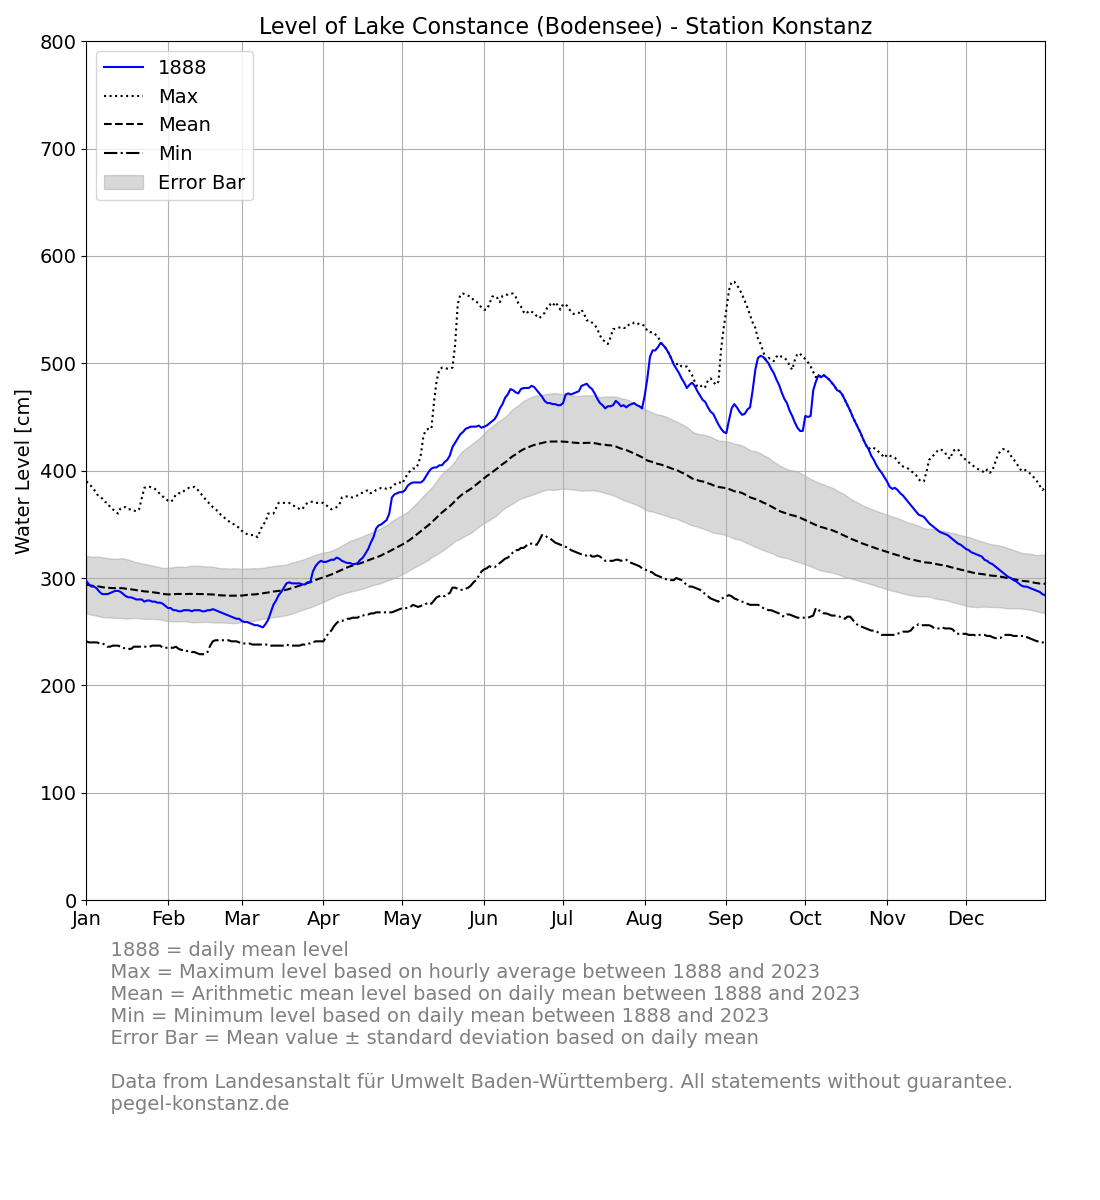 Level of Lake Constance (Bodensee) - Station Konstanz
800
700
600
500
400
300
200
100
0
Water Level [cm]
1888
Max
Mean
Min
Error Bar
Jan Feb Mar Apr May Jun Jul Aug Sep Oct Nov Dec
1888 = daily mean level
Max = Maximum level based on hourly average between 1888 and 2023
Mean = Arithmetic mean level based on daily mean between 1888 and 2023
Min = Minimum level based on daily mean between 1888 and 2023
Error Bar = Mean value ± standard deviation based on daily mean
Data from Landesanstalt für Umwelt Baden-Württemberg. All statements without guarantee.
pegel-konstanz.de